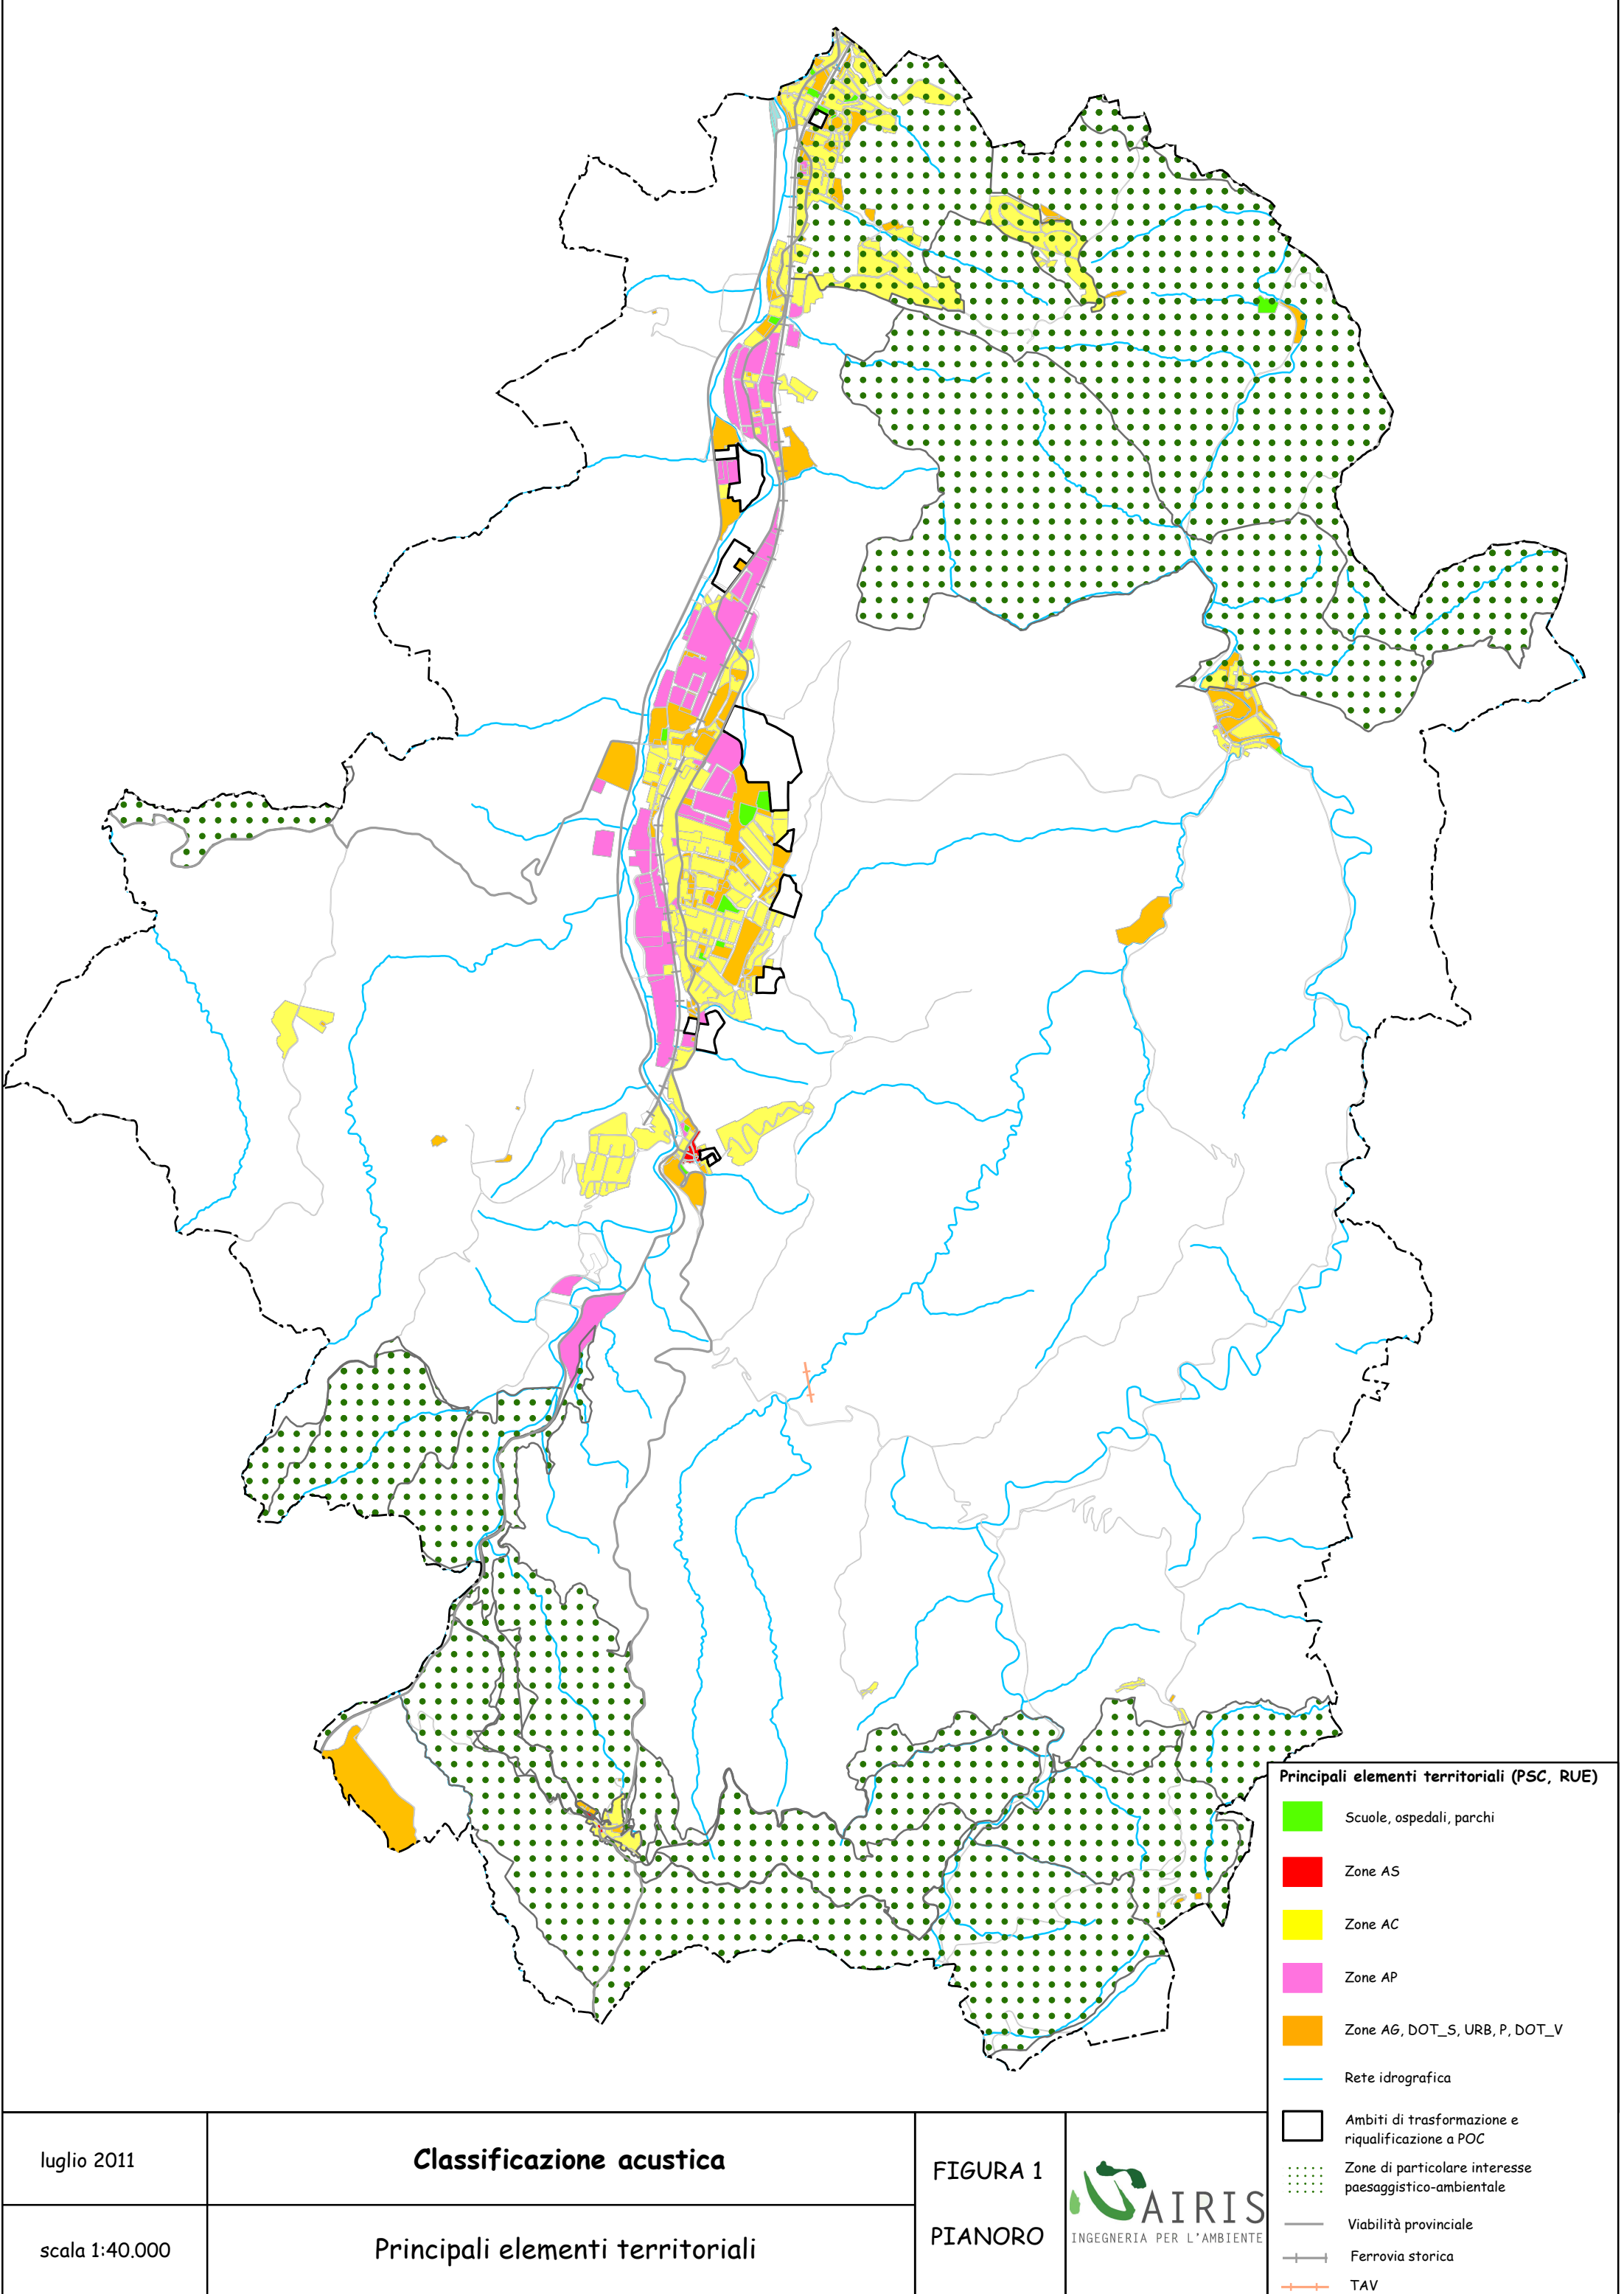 Principali elementi territoriali (PSC, RUE)
Scuole, ospedali, parchi
Zone AS
Zone AC
Zone AP
Zone AG, DOT_S, URB, P, DOT_V
Rete idrografica
Ambiti di trasformazione e
riqualificazione a POC
Zone di particolare interesse
paesaggistico-ambientale
Viabilità provinciale
Ferrovia storica
TAV
luglio 2011
Classificazione acustica
FIGURA 1
PIANORO
scala 1:40.000
Principali elementi territoriali
AIRIS
INGEGNERIA PER L'AMBIENTE